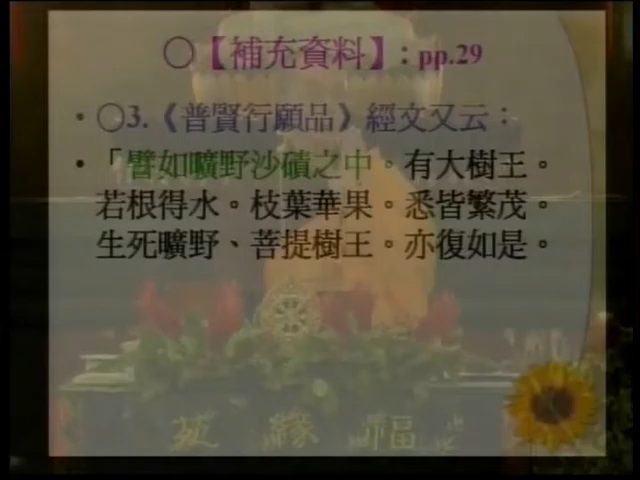 ○【補充資料】: pp.29
•○3.《普賢行願品》經文又云：
•「譬如曠野沙磧之中。有大樹王。
若根得水。枝葉華果。悉皆繁茂。
生死曠野、菩提樹王。亦復如是。
緣 福